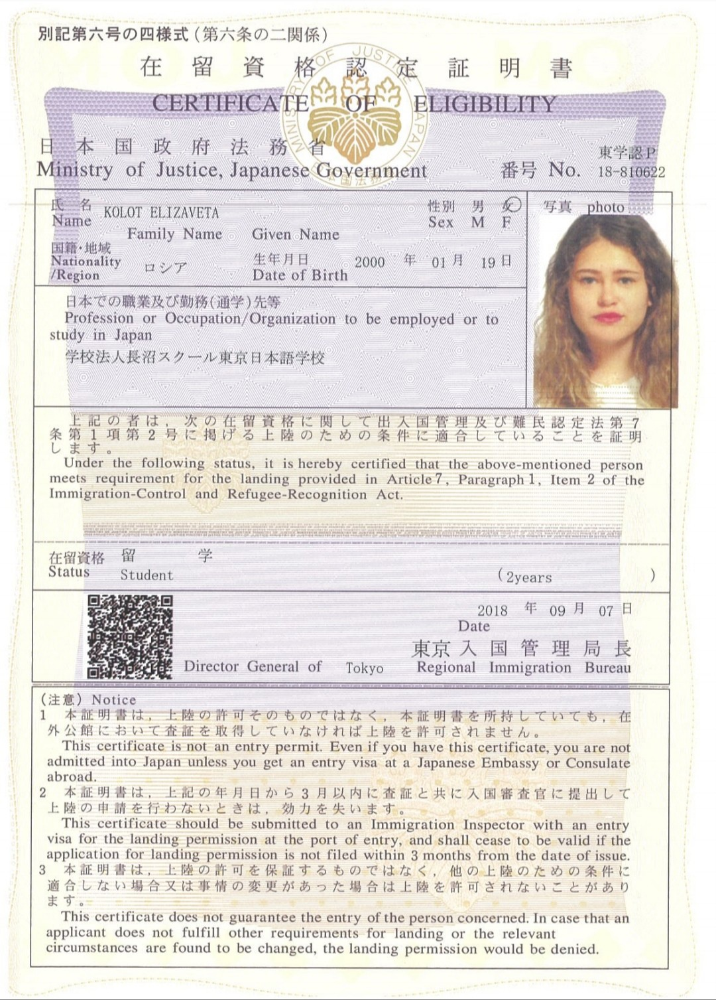 別記第六号の四様式（第六条の二関係）
在留資格認定証明書
CERTIFICATE OF ELIGIBILITY
MINISTRY OF JUSTICE JAPAN
日本国政府法務省
Ministry of Justice, Japanese Government
東学認P
番号 No. 18-810622
氏名
Name KOLOT ELIZAVETA
Family Name Given Name
性別 男 女
Sex M F
写真 photo
国籍・地域
Nationality
/Region ロシア
生年月日
Date of Birth 2000 年 01 月 19 日
日本での職業及び勤務（通学）先等
Profession or Occupation/Organization to be employed or to
study in Japan
学校法人長沼スクール東京日本語学校
上記の者は，次の在留資格に関して出入国管理及び難民認定法第7
条第1項第2号に掲げる上陸のための条件に適合していることを証明
します。
Under the following status, it is hereby certified that the above-mentioned person
meets requirement for the landing provided in Article 7, Paragraph 1, Item 2 of the
Immigration-Control and Refugee-Recognition Act.
在留資格 留 学
Status Student (2years )
2018 年 09 月 07 日
Date
東京入国管理局長
Director General of Tokyo Regional Immigration Bureau
（注意）Notice
1 本証明書は，上陸の許可そのものではなく，本証明書を所持していても，在
外公館において査証を取得していなければ上陸を許可されません。
This certificate is not an entry permit. Even if you have this certificate, you are not
admitted into Japan unless you get an entry visa at a Japanese Embassy or Consulate
abroad.
2 本証明書は，上記の年月日から3月以内に査証と共に入国審査官に提出して
上陸の申請を行わないときは，効力を失います。
This certificate should be submitted to an Immigration Inspector with an entry
visa for the landing permission at the port of entry, and shall cease to be valid if the
application for landing permission is not filed within 3 months from the date of issue.
3 本証明書は，上陸の許可を保証するものではなく，他の上陸のための条件に
適合しない場合又は事情の変更があった場合は上陸を許可されないことがあり
ます。
This certificate does not guarantee the entry of the person concerned. In case that an
applicant does not fulfill other requirements for landing or the relevant
circumstances are found to be changed, the landing permission would be denied.